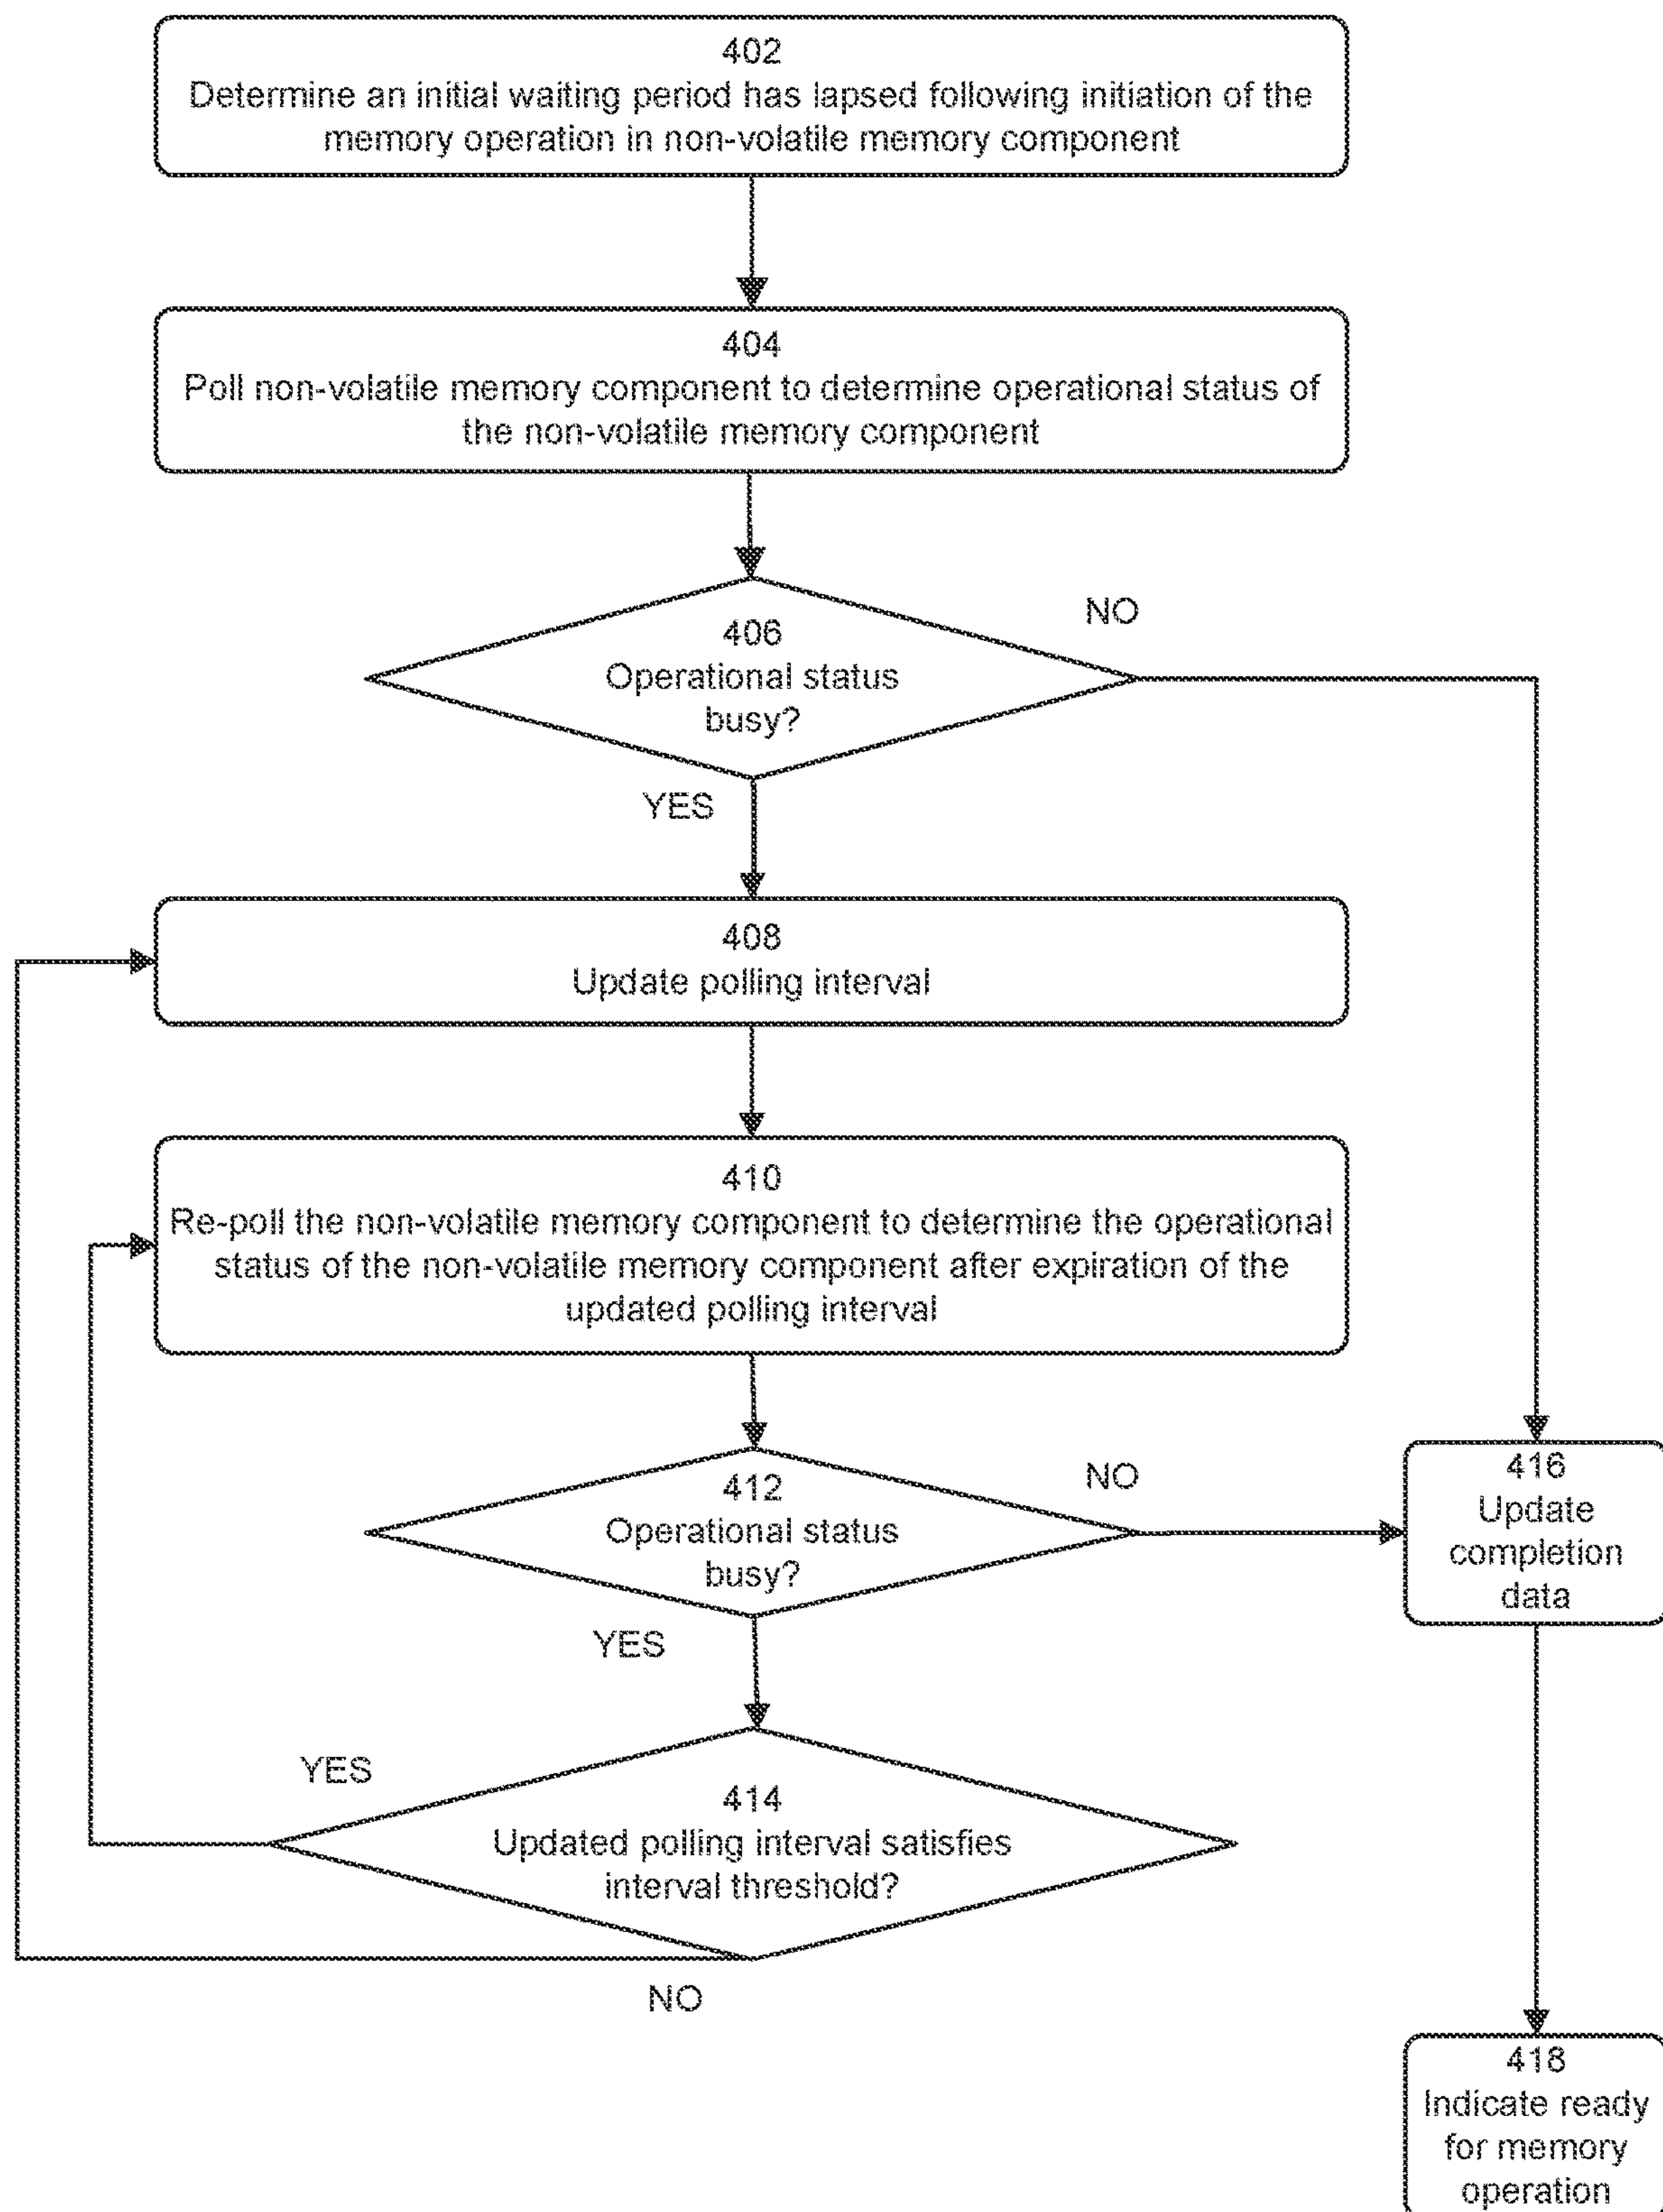 402
Determine an initial waiting period has lapsed following initiation of the
memory operation in non-volatile memory component
404
Poll non-volatile memory component to determine operational status of
the non-volatile memory component
406
Operational status
busy?
NO
YES
408
Update polling interval
410
Re-poll the non-volatile memory component to determine the operational
status of the non-volatile memory component after expiration of the
updated polling interval
412
Operational status
busy?
NO
416
Update
completion
data
YES
YES
414
Updated polling interval satisfies
interval threshold?
NO
418
Indicate ready
for memory
operation